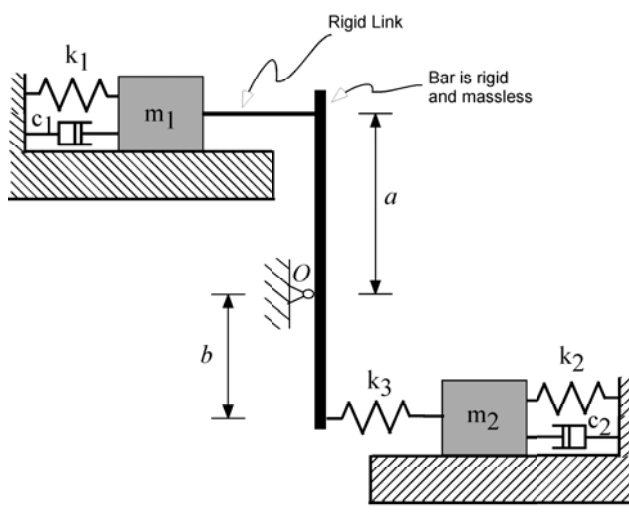 Rigid Link
Bar is rigid
and massless
k1
c1
m1
a
O
b
k3
m2
k2
c2